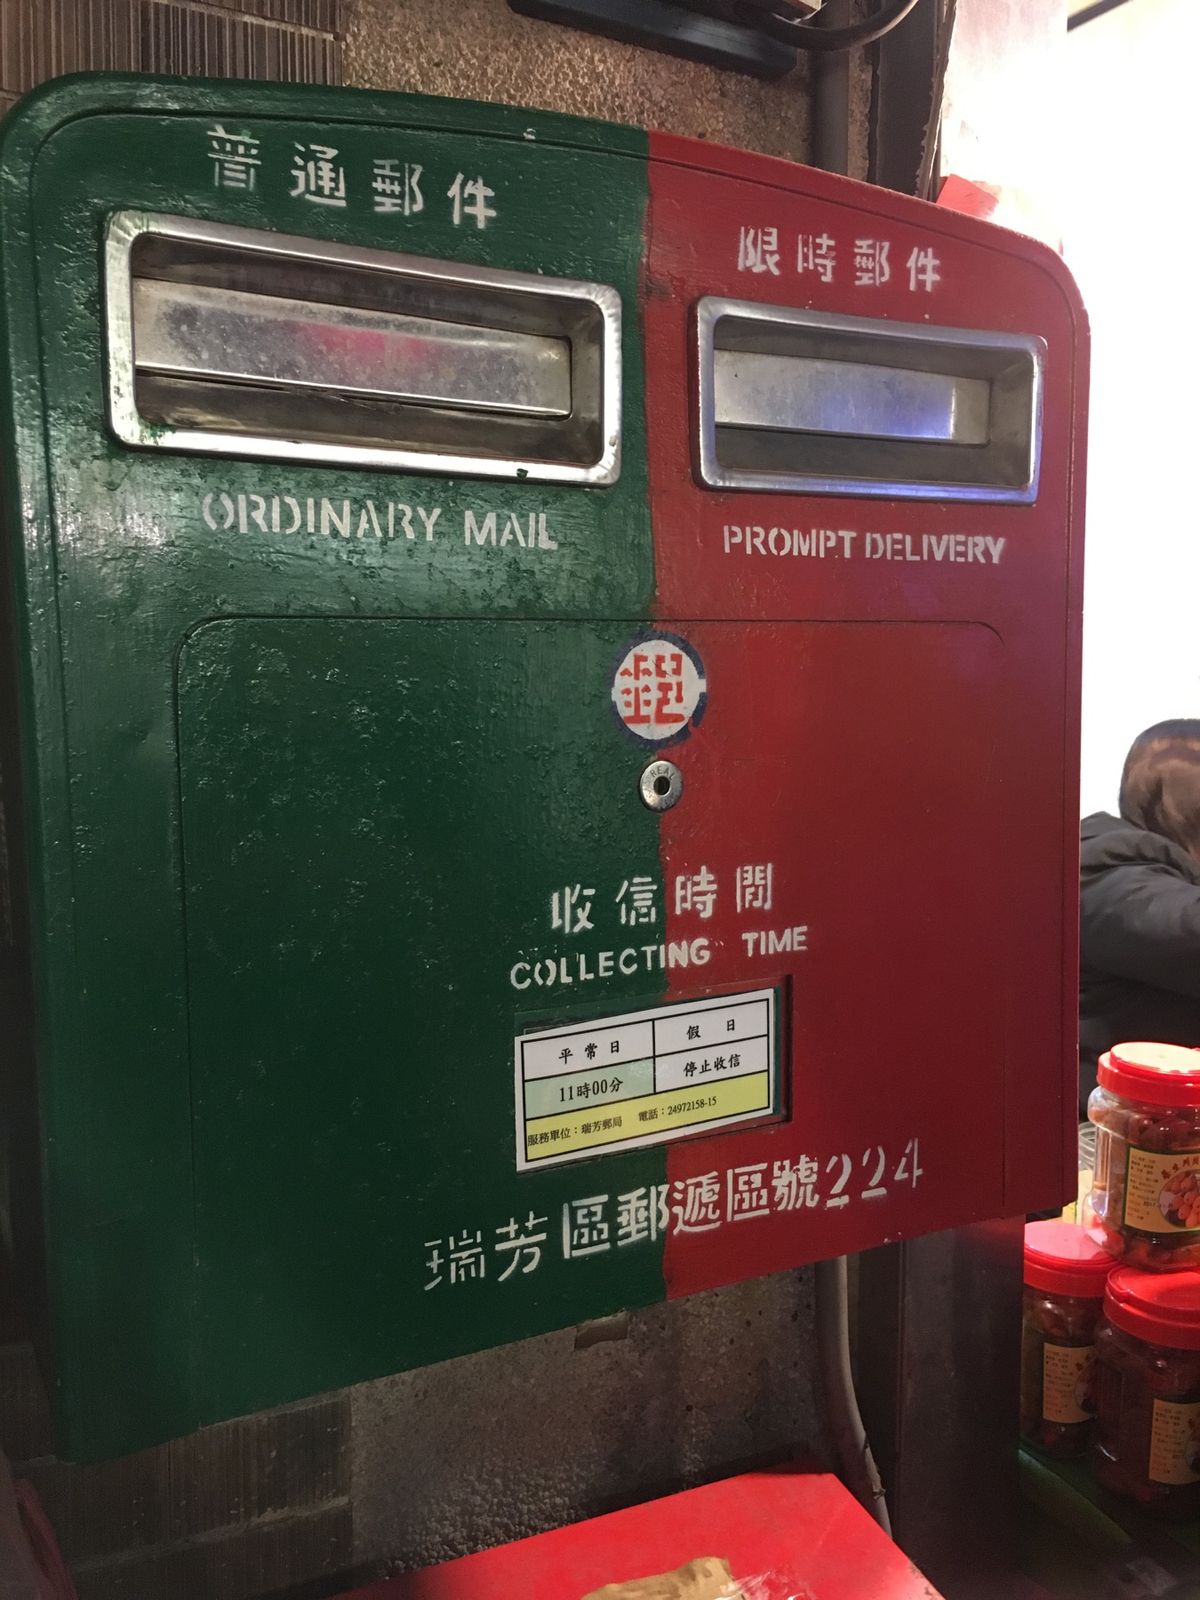 普通郵件
限時郵件
ORDINARY MAIL
PROMPT DELIVERY
郵
REAL
收信時間
COLLECTING TIME
平常日 假日
11時00分 停止收信
服務單位：瑞芳郵局 電話：24972158-15
瑞芳區郵遞區號224